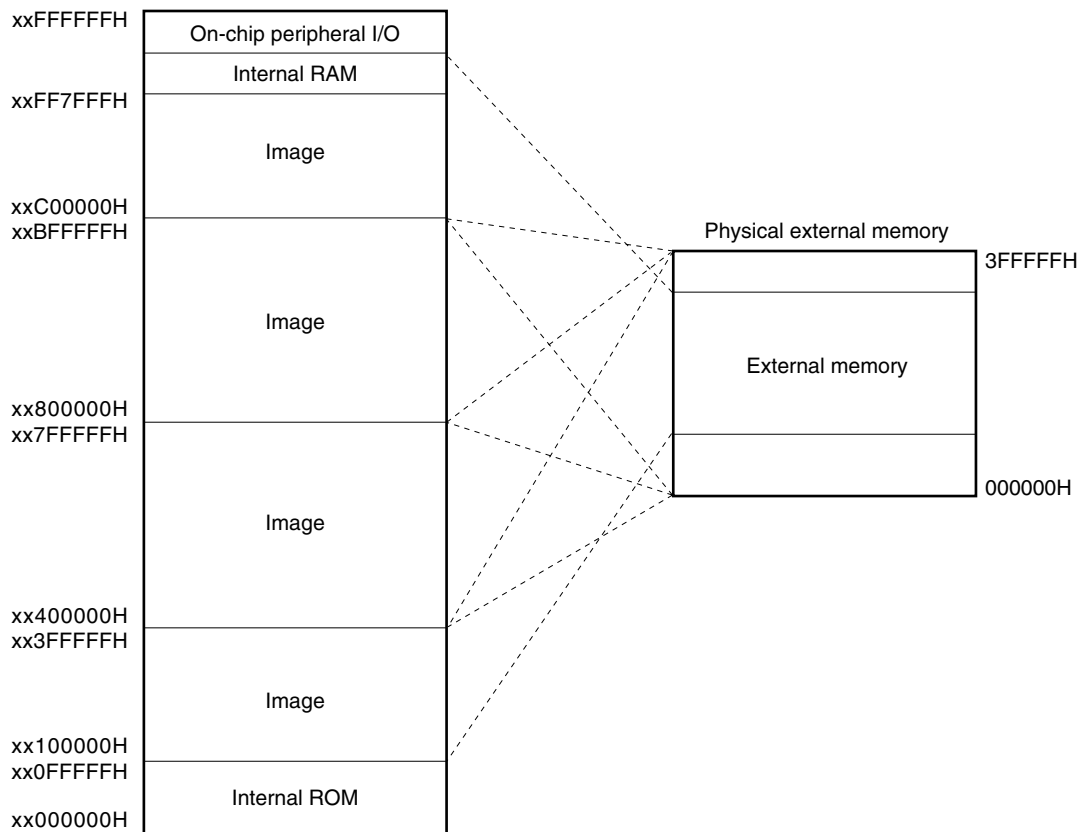 xxFFFFFFH
On-chip peripheral I/O
Internal RAM
xxFF7FFFH
Image
xxC00000H
xxBFFFFFH
Image
xx800000H
xx7FFFFFH
Image
xx400000H
xx3FFFFFH
Image
xx100000H
xx0FFFFFH
Internal ROM
xx000000H
Physical external memory
3FFFFFH
External memory
000000H